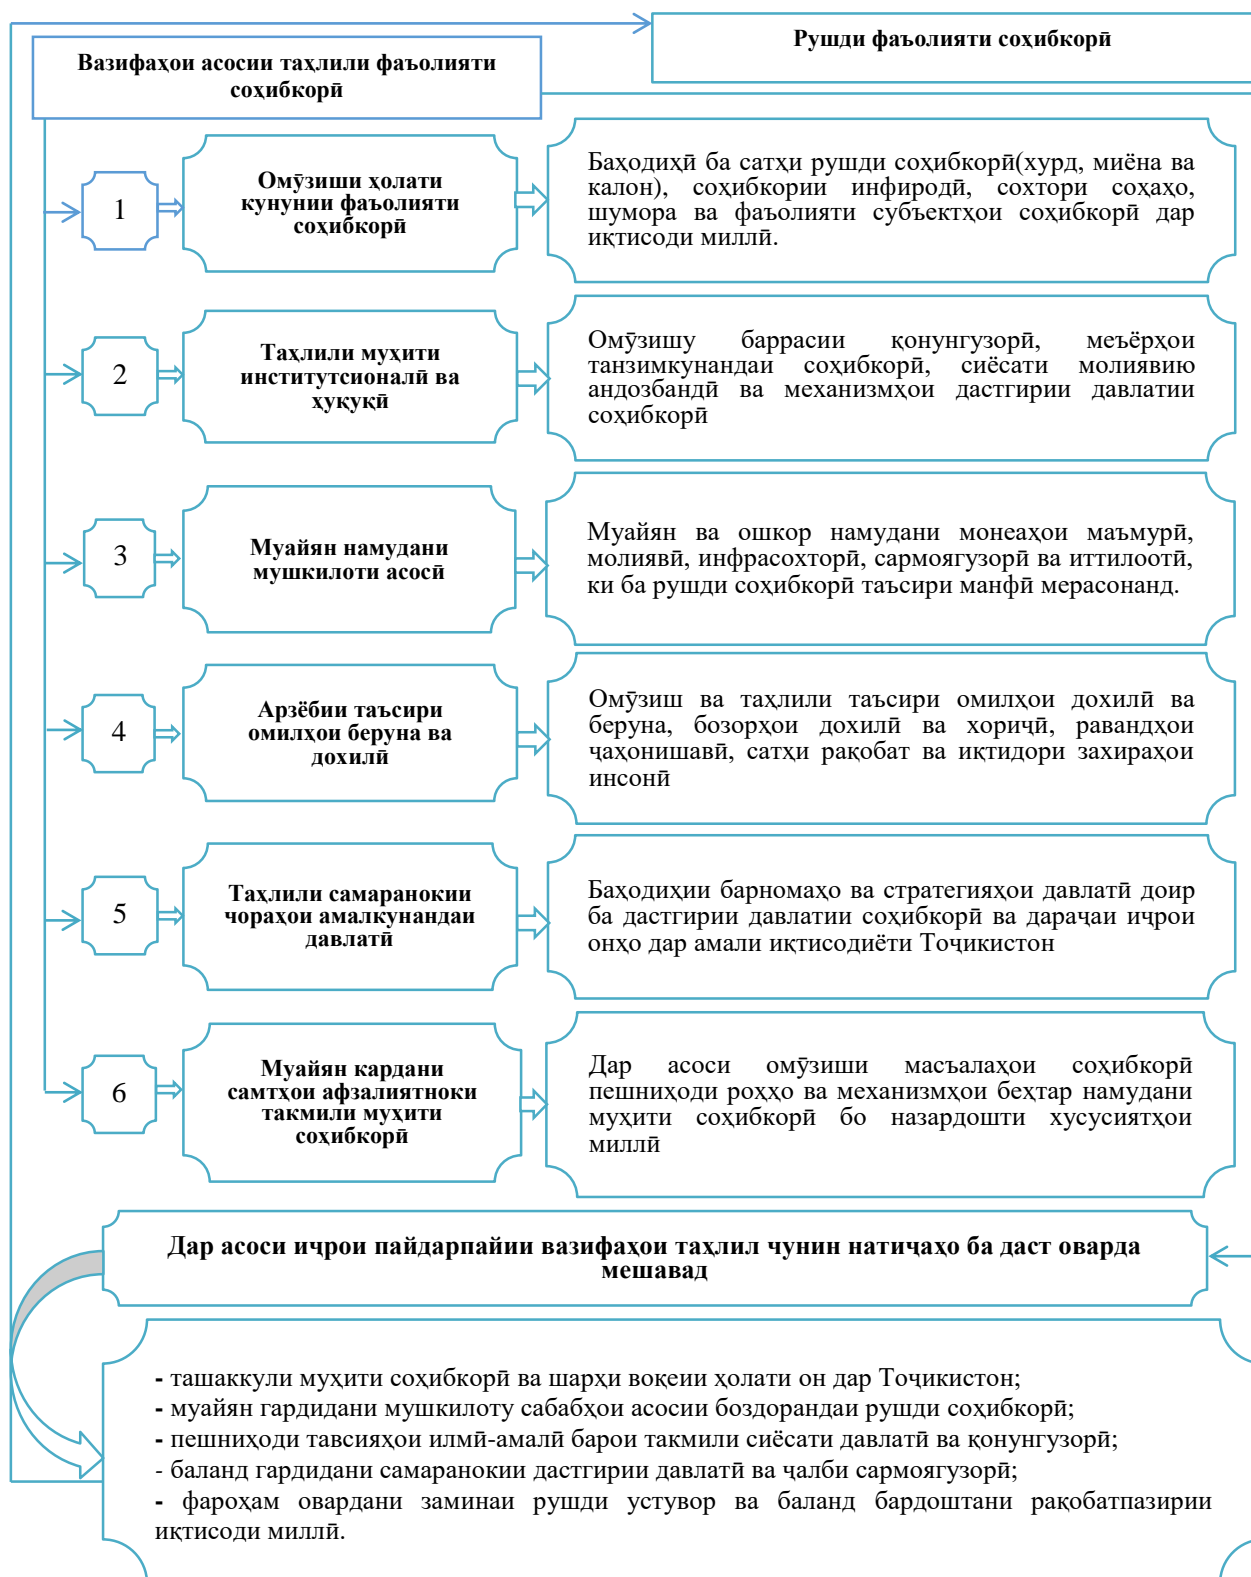 Рушди фаъолияти соҳибкорӣ
Вазифаҳои асосии таҳлили фаъолияти
соҳибкорӣ
1
Омӯзиши ҳолати
кунунии фаъолияти
соҳибкорӣ
Баҳодиҳӣ ба сатҳи рушди соҳибкорӣ(хурд, миёна ва
калон), соҳибкории инфиродӣ, сохтори соҳаҳо,
шумора ва фаъолияти субъектҳои соҳибкорӣ дар
иқтисоди миллӣ.
2
Таҳлили муҳити
институтсионалӣ ва
ҳуқуқӣ
Омӯзишу баррасии қонунгузорӣ, меъёрҳои
танзимкунандаи соҳибкорӣ, сиёсати молиявию
андозбандӣ ва механизмҳои дастгирии давлатии
соҳибкорӣ
3
Муайян намудани
мушкилоти асосӣ
Муайян ва ошкор намудани монеаҳои маъмурӣ,
молиявӣ, инфрасохторӣ, сармоягузорӣ ва иттилоотӣ,
ки ба рушди соҳибкорӣ таъсири манфӣ мерасонанд.
4
Арзёбии таъсири
омилҳои беруна ва
дохилӣ
Омӯзиш ва таҳлили таъсири омилҳои дохилӣ ва
беруна, бозорҳои дохилӣ ва хориҷӣ, равандҳои
ҷаҳонишавӣ, сатҳи рақобат ва иқтидори захираҳои
инсонӣ
5
Таҳлили самаранокии
чораҳои амалкунандаи
давлатӣ
Баҳодиҳии барномаҳо ва стратегияҳои давлатӣ доир
ба дастгирии давлатии соҳибкорӣ ва дараҷаи иҷрои
онҳо дар амали иқтисодиёти Тоҷикистон
6
Муайян кардани
самтҳои афзалиятноки
такмили муҳити
соҳибкорӣ
Дар асоси омӯзиши масъалаҳои соҳибкорӣ
пешниҳоди роҳҳо ва механизмҳои беҳтар намудани
муҳити соҳибкорӣ бо назардошти хусусиятҳои
миллӣ
Дар асоси иҷрои пайдарпайии вазифаҳои таҳлил чунин натиҷаҳо ба даст оварда
мешавад
- ташаккули муҳити соҳибкорӣ ва шарҳи воқеии ҳолати он дар Тоҷикистон;
- муайян гардидани мушкилоту сабабҳои асосии боздорандаи рушди соҳибкорӣ;
- пешниҳоди тавсияҳои илмӣ-амалӣ барои такмили сиёсати давлатӣ ва қонунгузорӣ;
- баланд гардидани самаранокии дастгирии давлатӣ ва ҷалби сармоягузорӣ;
- фароҳам овардани заминаи рушди устувор ва баланд бардоштани рақобатпазирии
иқтисоди миллӣ.